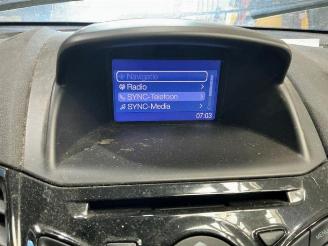 Navigatie
Radio
SYNC-Telefoon
SYNC-Media
07:03